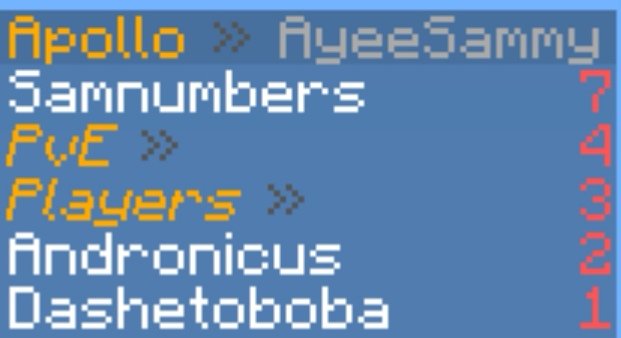 Apollo » AyeeSammy
Samnumbers 7
PvE » 4
Players » 3
Andronicus 2
Dashetoboba 1